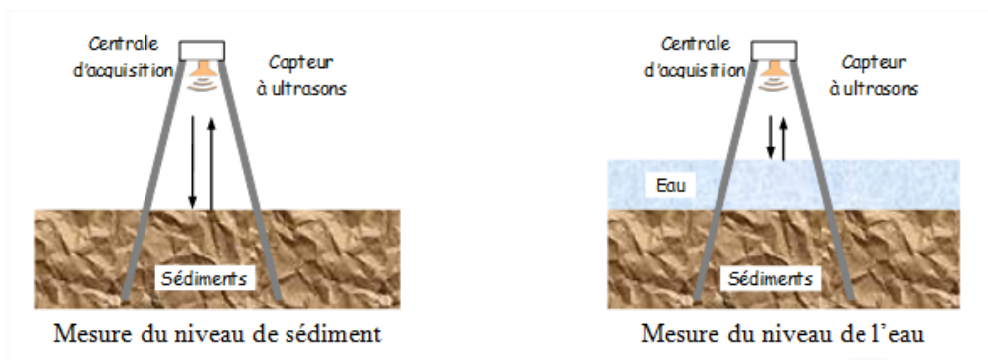 Centrale
d'acquisition
Capteur
à ultrasons
Sédiments
Mesure du niveau de sédiment
Centrale
d'acquisition
Capteur
à ultrasons
Eau
Sédiments
Mesure du niveau de l'eau